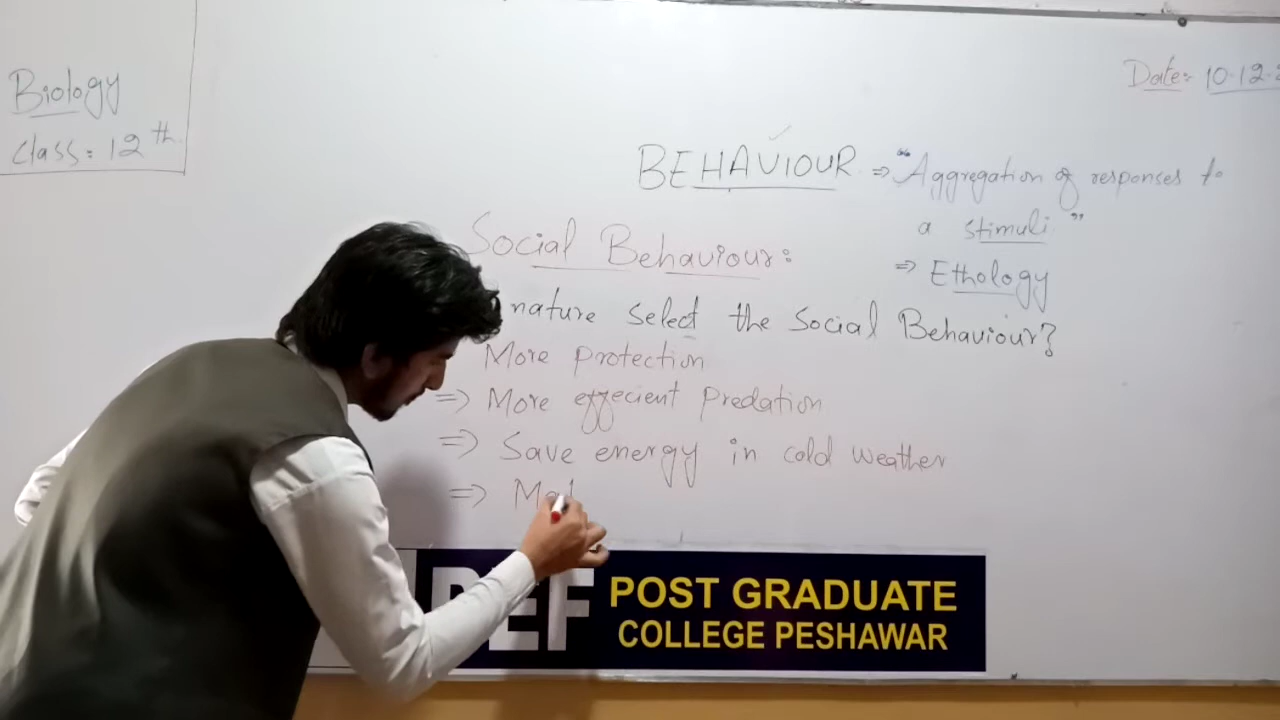 Biology
Class: 12th
Date:- 10.12.
BEHAVIOUR ⇒ "Aggregation of responses to
a stimuli"
⇒ Ethology
Social Behaviour:
nature select the Social Behaviour?
More protection
⇒ More effecient Predation
⇒ Save energy in cold weather
⇒ Ma
POST GRADUATE
COLLEGE PESHAWAR